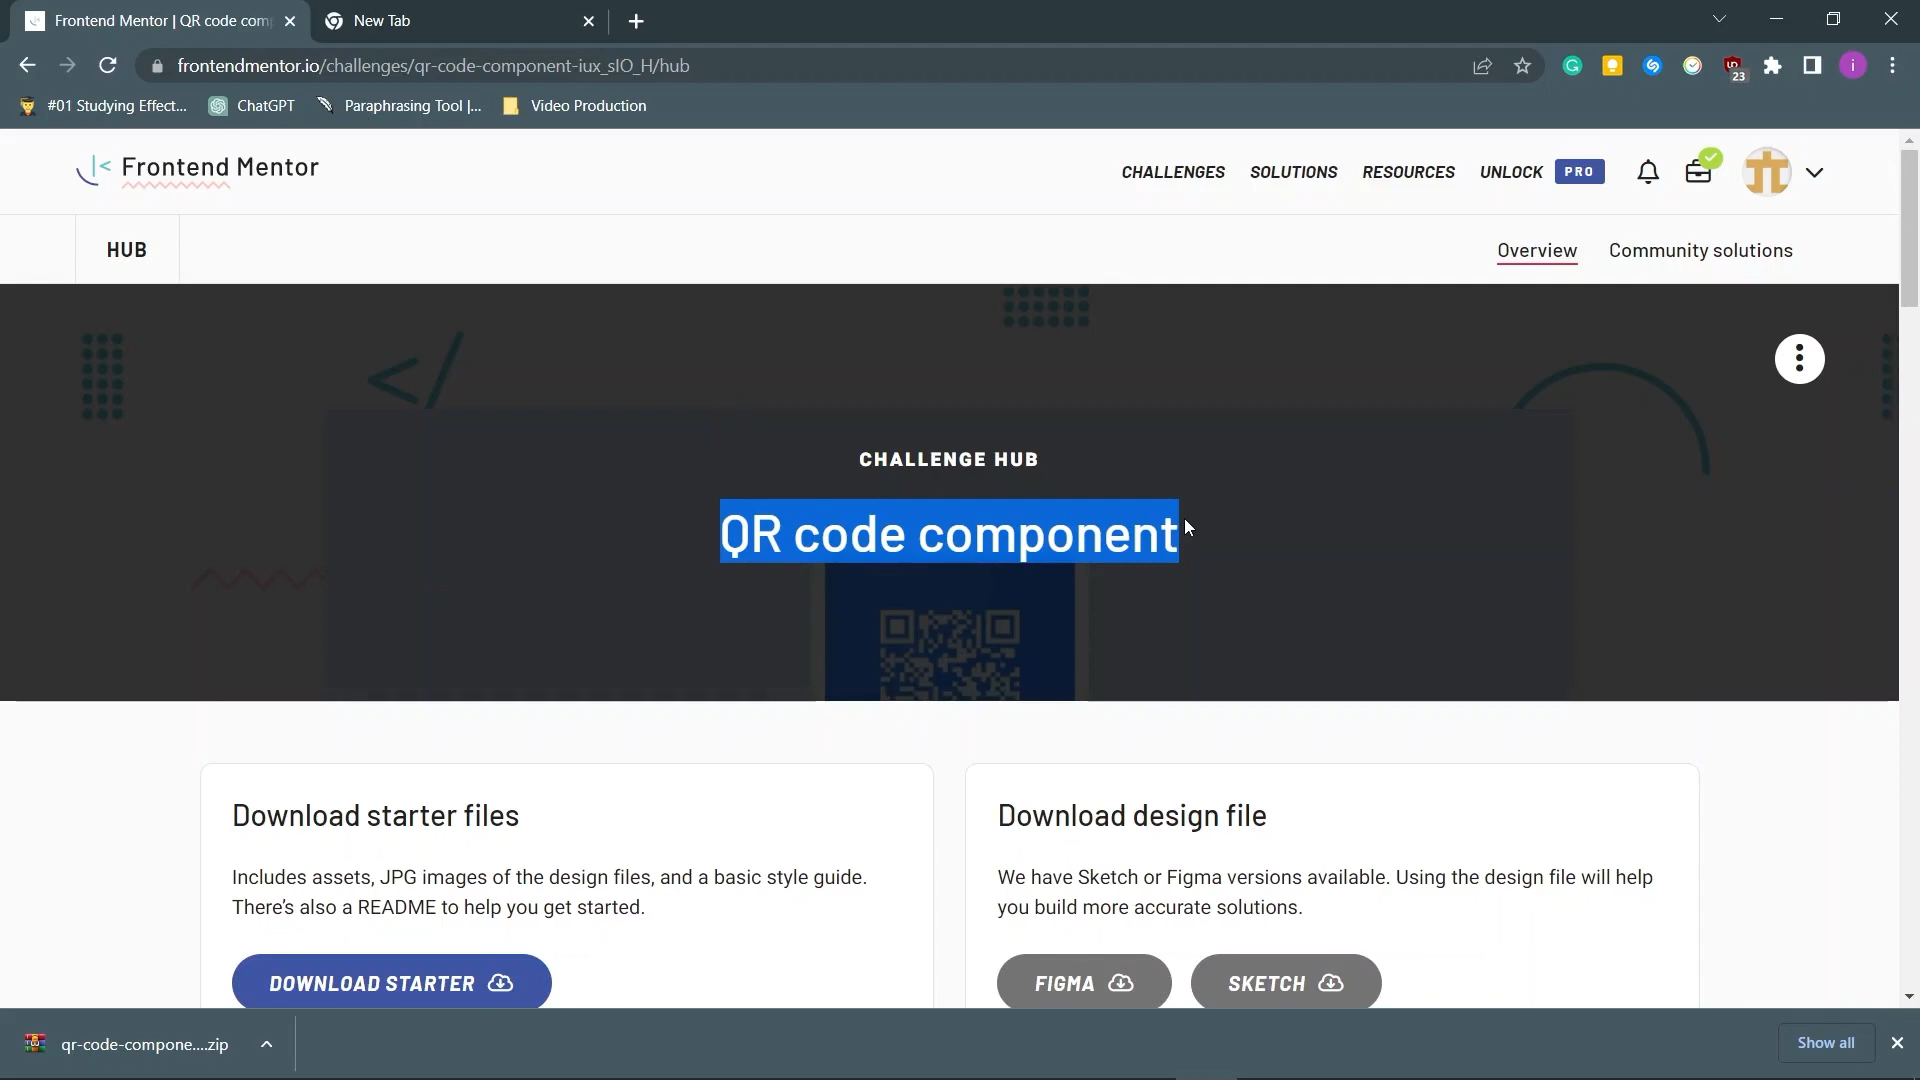 Frontend Mentor | QR code com
New Tab
frontendmentor.io/challenges/qr-code-component-iux_sIO_H/hub
23
i
#01 Studying Effect...
ChatGPT
Paraphrasing Tool |...
Video Production
Frontend Mentor
CHALLENGES
SOLUTIONS
RESOURCES
UNLOCK PRO
HUB
Overview
Community solutions
CHALLENGE HUB
QR code component
Download starter files
Includes assets, JPG images of the design files, and a basic style guide.
There's also a README to help you get started.
DOWNLOAD STARTER
Download design file
We have Sketch or Figma versions available. Using the design file will help
you build more accurate solutions.
FIGMA
SKETCH
qr-code-compone....zip
Show all